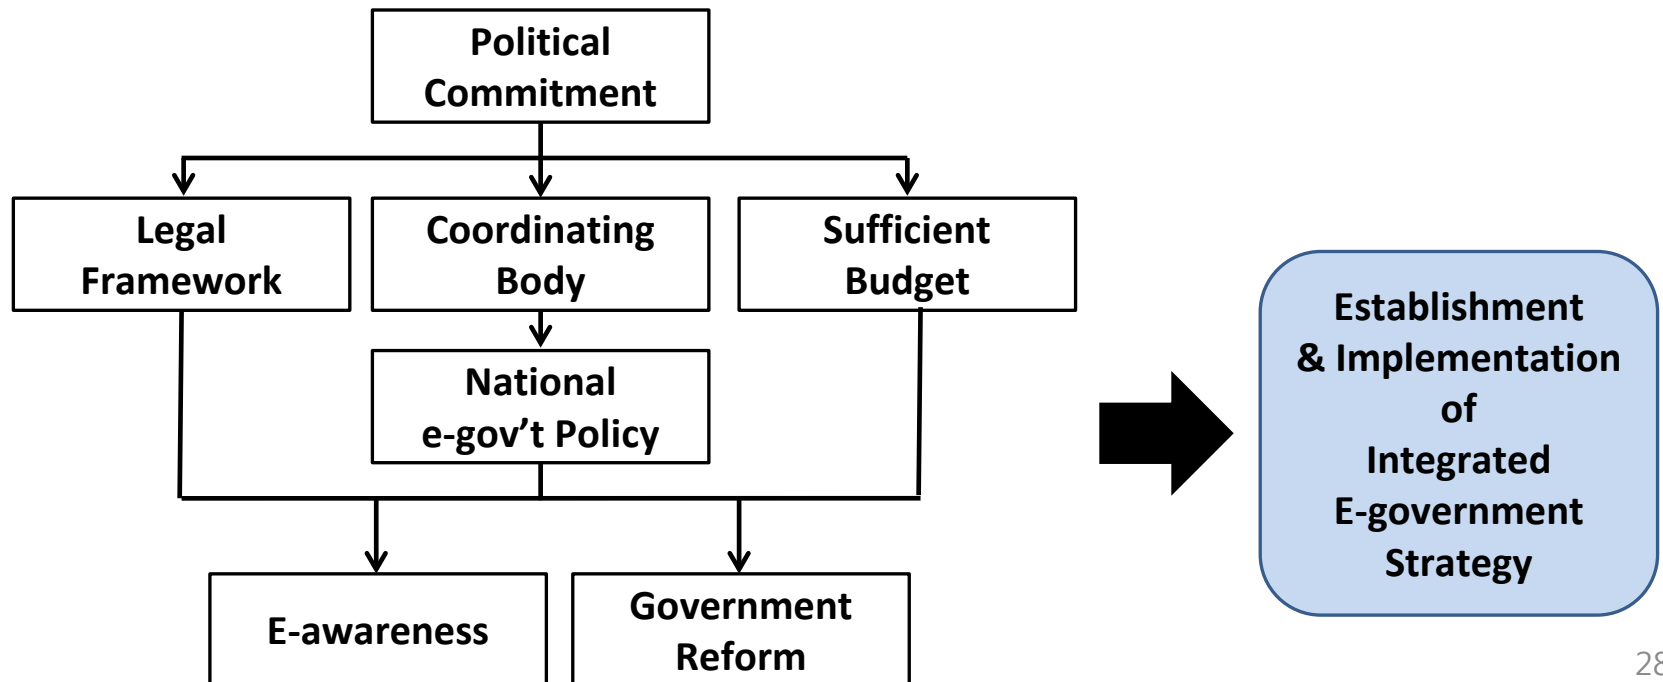 Political
Commitment
Legal
Framework
Coordinating
Body
Sufficient
Budget
National
e-gov’t Policy
E-awareness
Government
Reform
Establishment
& Implementation
of
Integrated
E-government
Strategy
28